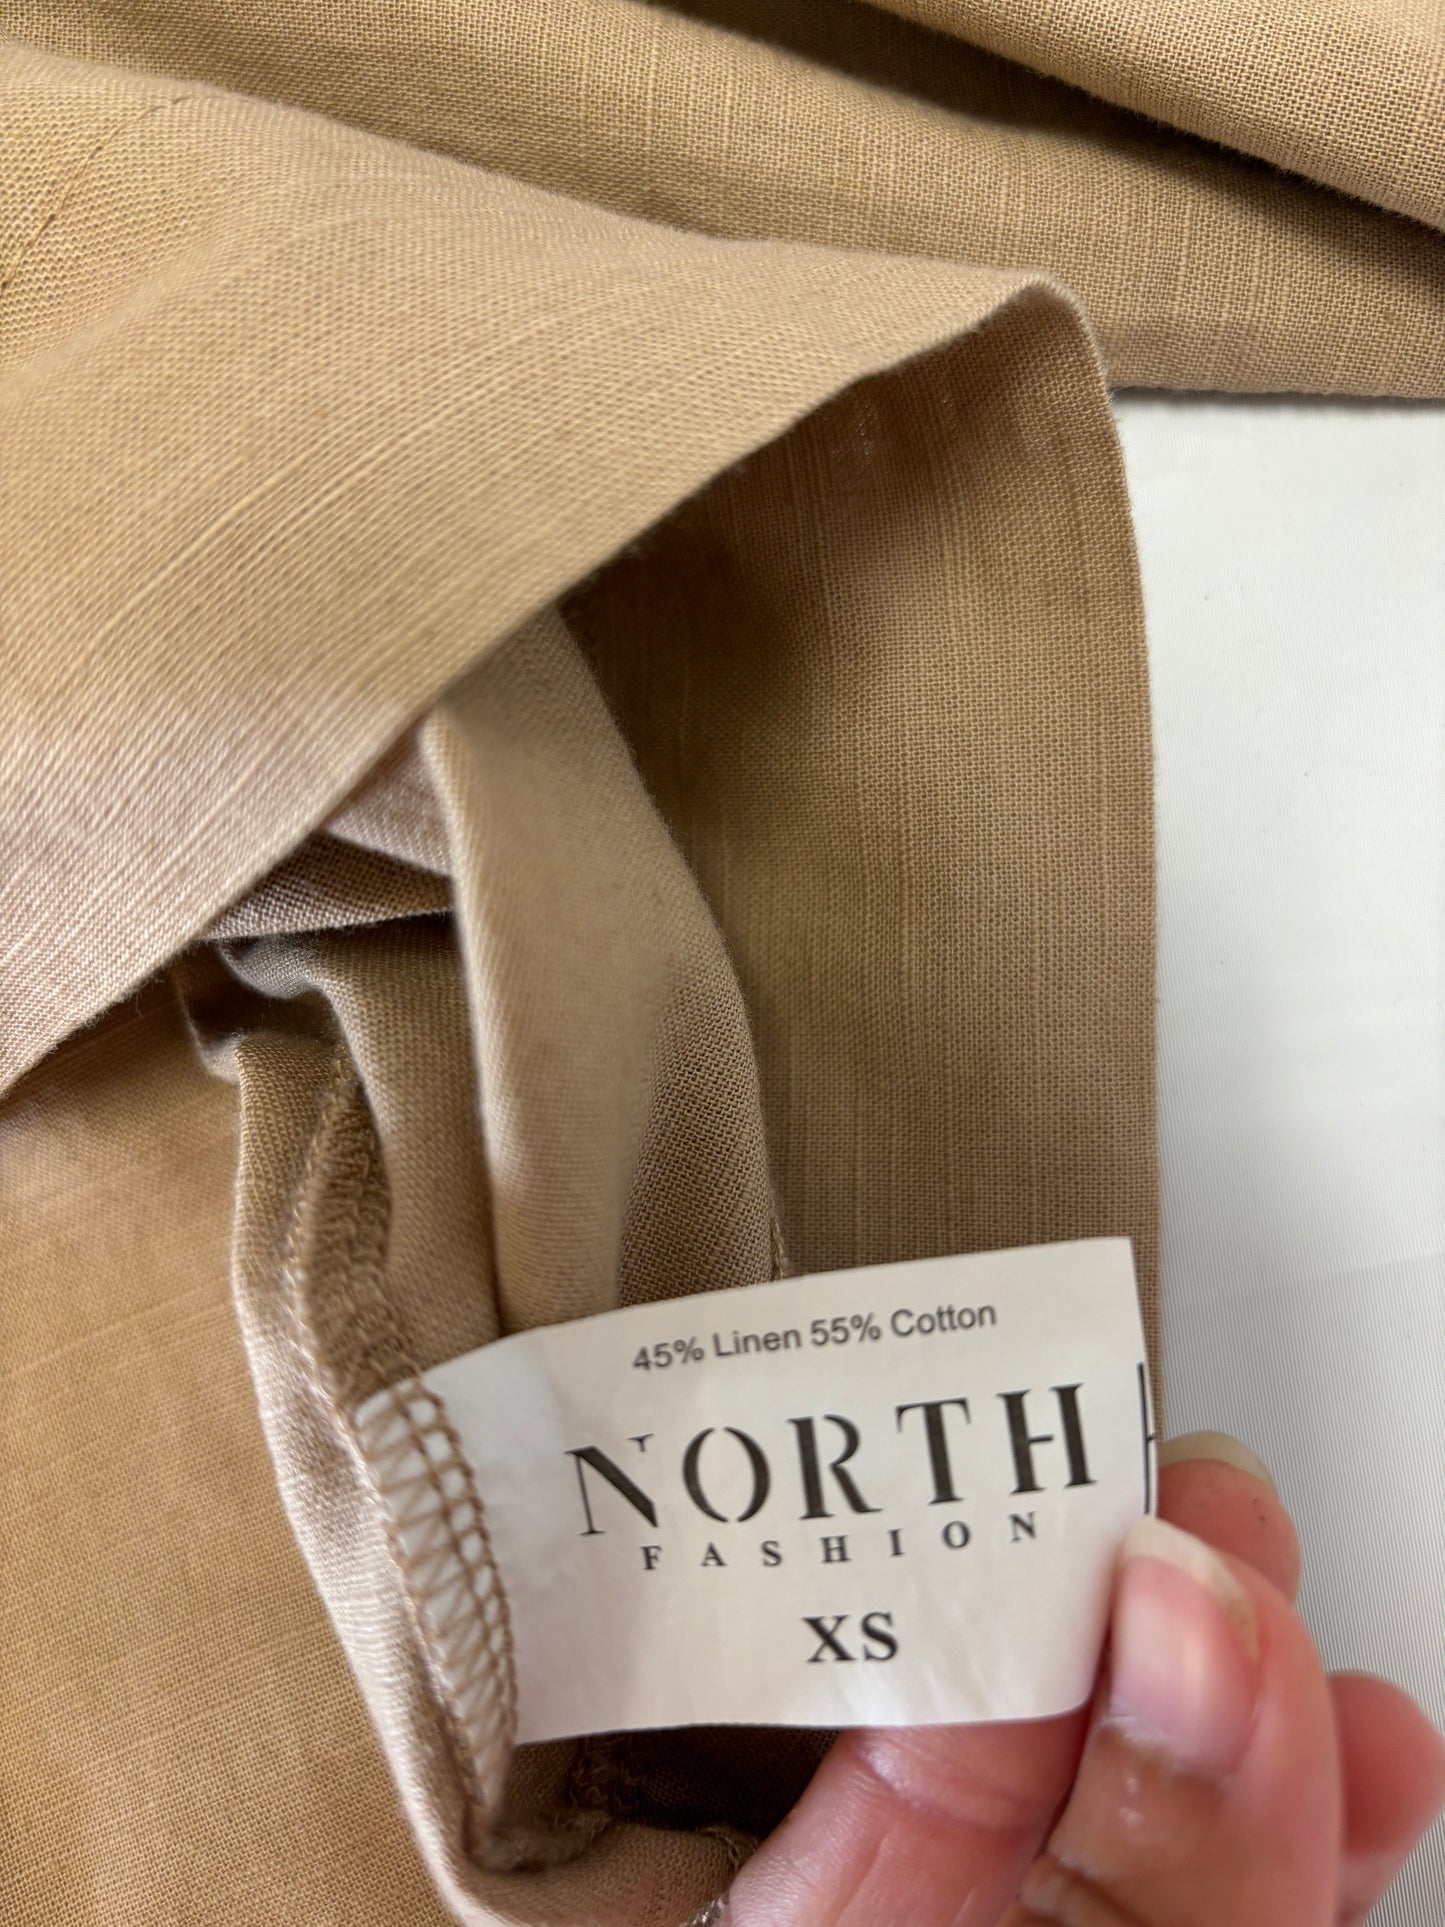 45% Linen 55% Cotton
NORTH
FASHION
XS